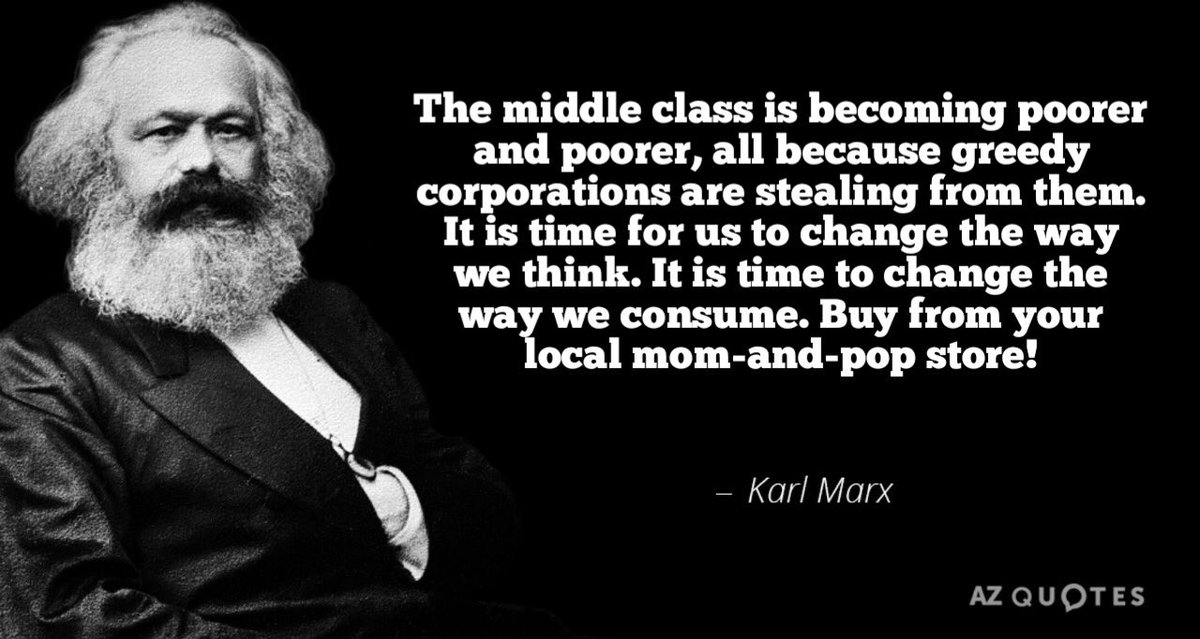 The middle class is becoming poorer
and poorer, all because greedy
corporations are stealing from them.
It is time for us to change the way
we think. It is time to change the
way we consume. Buy from your
local mom-and-pop store!
– Karl Marx
AZ QUOTES